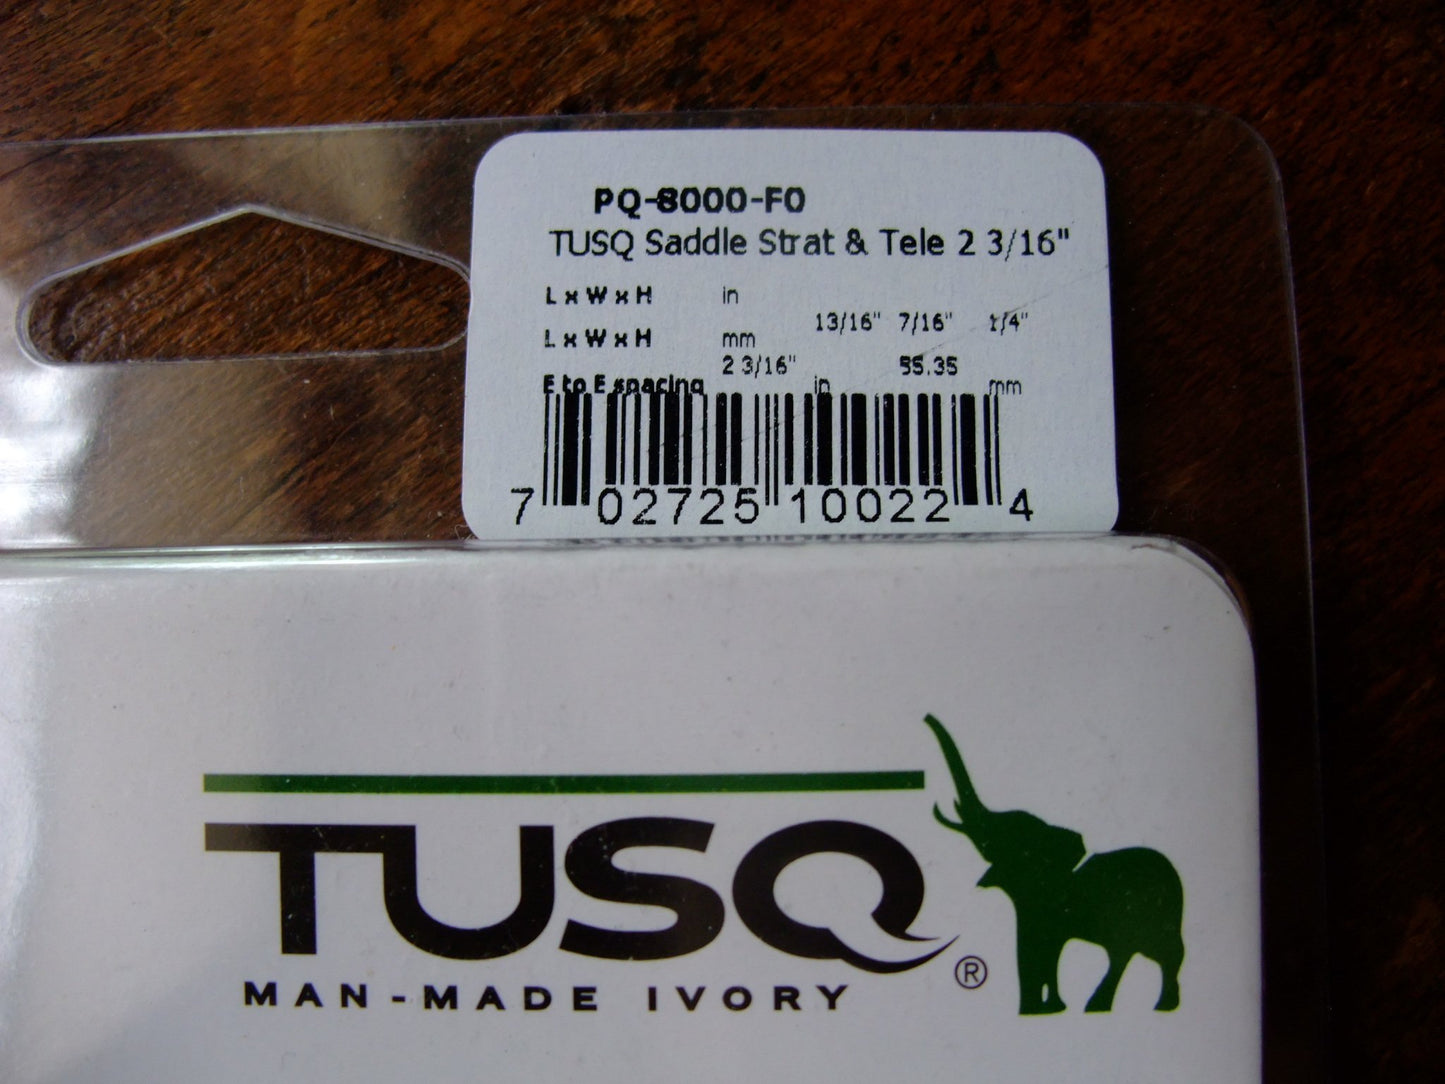 PQ-8000-F0
TUSQ Saddle Strat & Tele 2 3/16"
L x W x H in
13/16" 7/16" 1/4"
L x W x H mm
2 3/16" 55.35
E to E spacing in mm
7 02725 10022 4
TUSQ
®
MAN-MADE IVORY